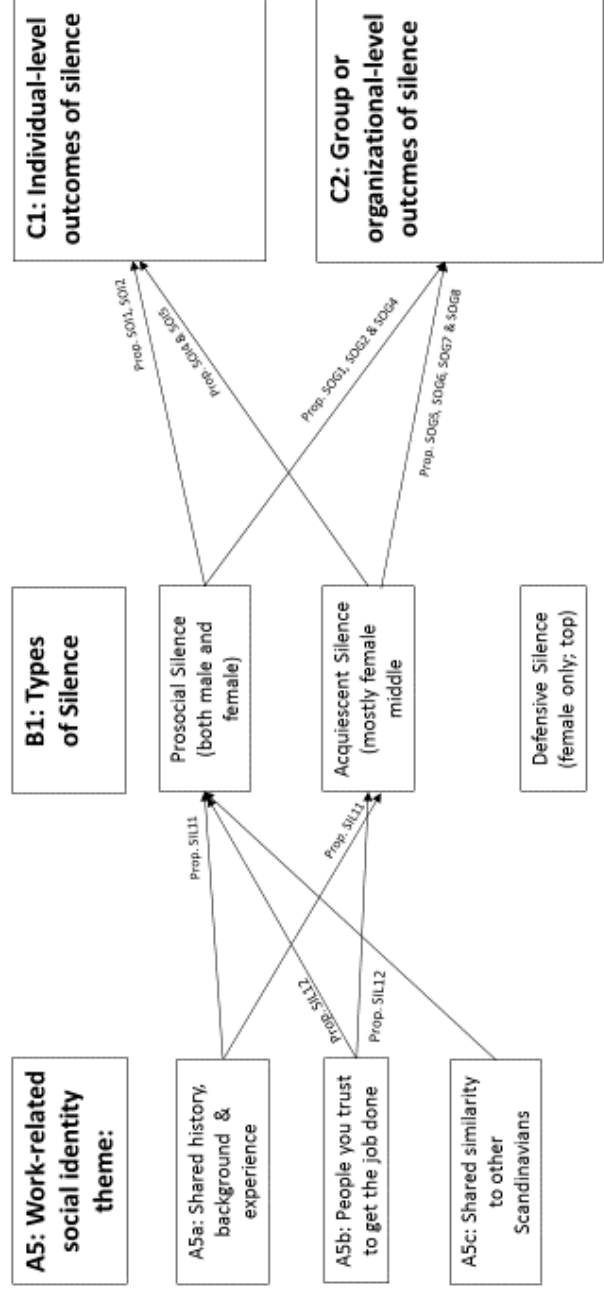 A5: Work-related
social identity
theme:
A5a: Shared history,
background &
experience
A5b: People you trust
to get the job done
A5c: Shared similarity
to other
Scandinavians
Prop. SIL11
Prop. SIL11
Prop. SIL12
Prop. SIL12
B1: Types
of Silence
Prosocial Silence
(both male and
female)
Acquiescent Silence
(mostly female
middle
Defensive Silence
(female only; top)
Prop. SOI1, SOI2
Prop. SOI4 & SOI5
Prop. SOG1, SOG2 & SOG4
Prop. SOG5, SOG6, SOG7 & SOG8
C1: Individual-level
outcomes of silence
C2: Group or
organizational-level
outcmes of silence